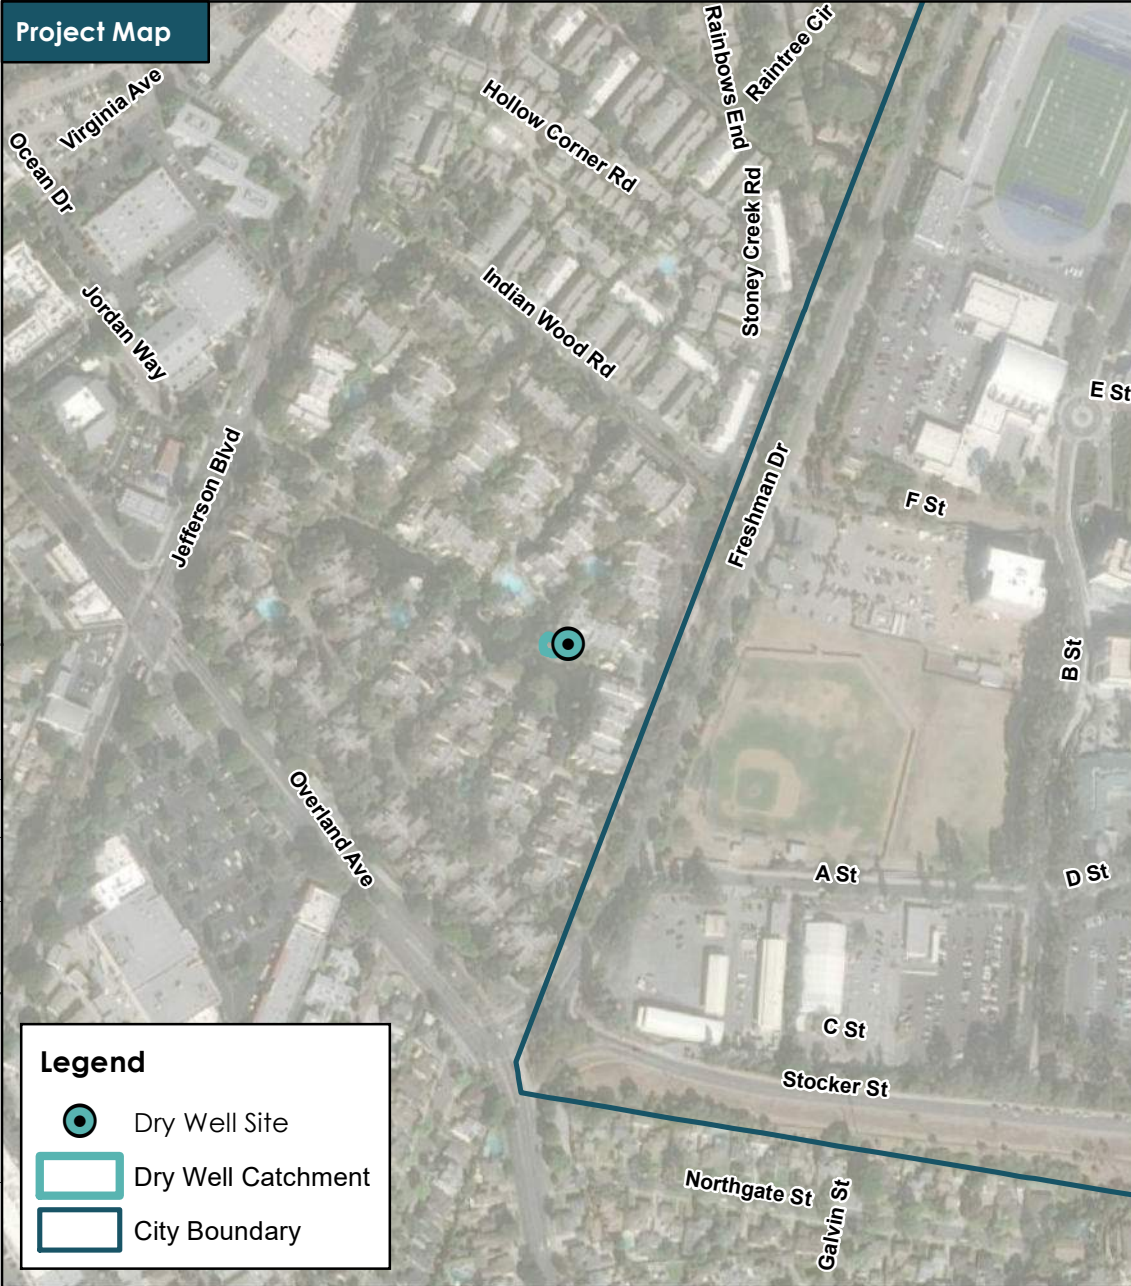 Project Map
Rainbows End
Raintree Cir
Virginia Ave
Hollow Corner Rd
Ocean Dr
Stoney Creek Rd
Indian Wood Rd
Jordan Way
E St
Jefferson Blvd
Freshman Dr
F St
B St
Overland Ave
A St
D St
C St
Stocker St
Northgate St
Galvin St
Legend
Dry Well Site
Dry Well Catchment
City Boundary